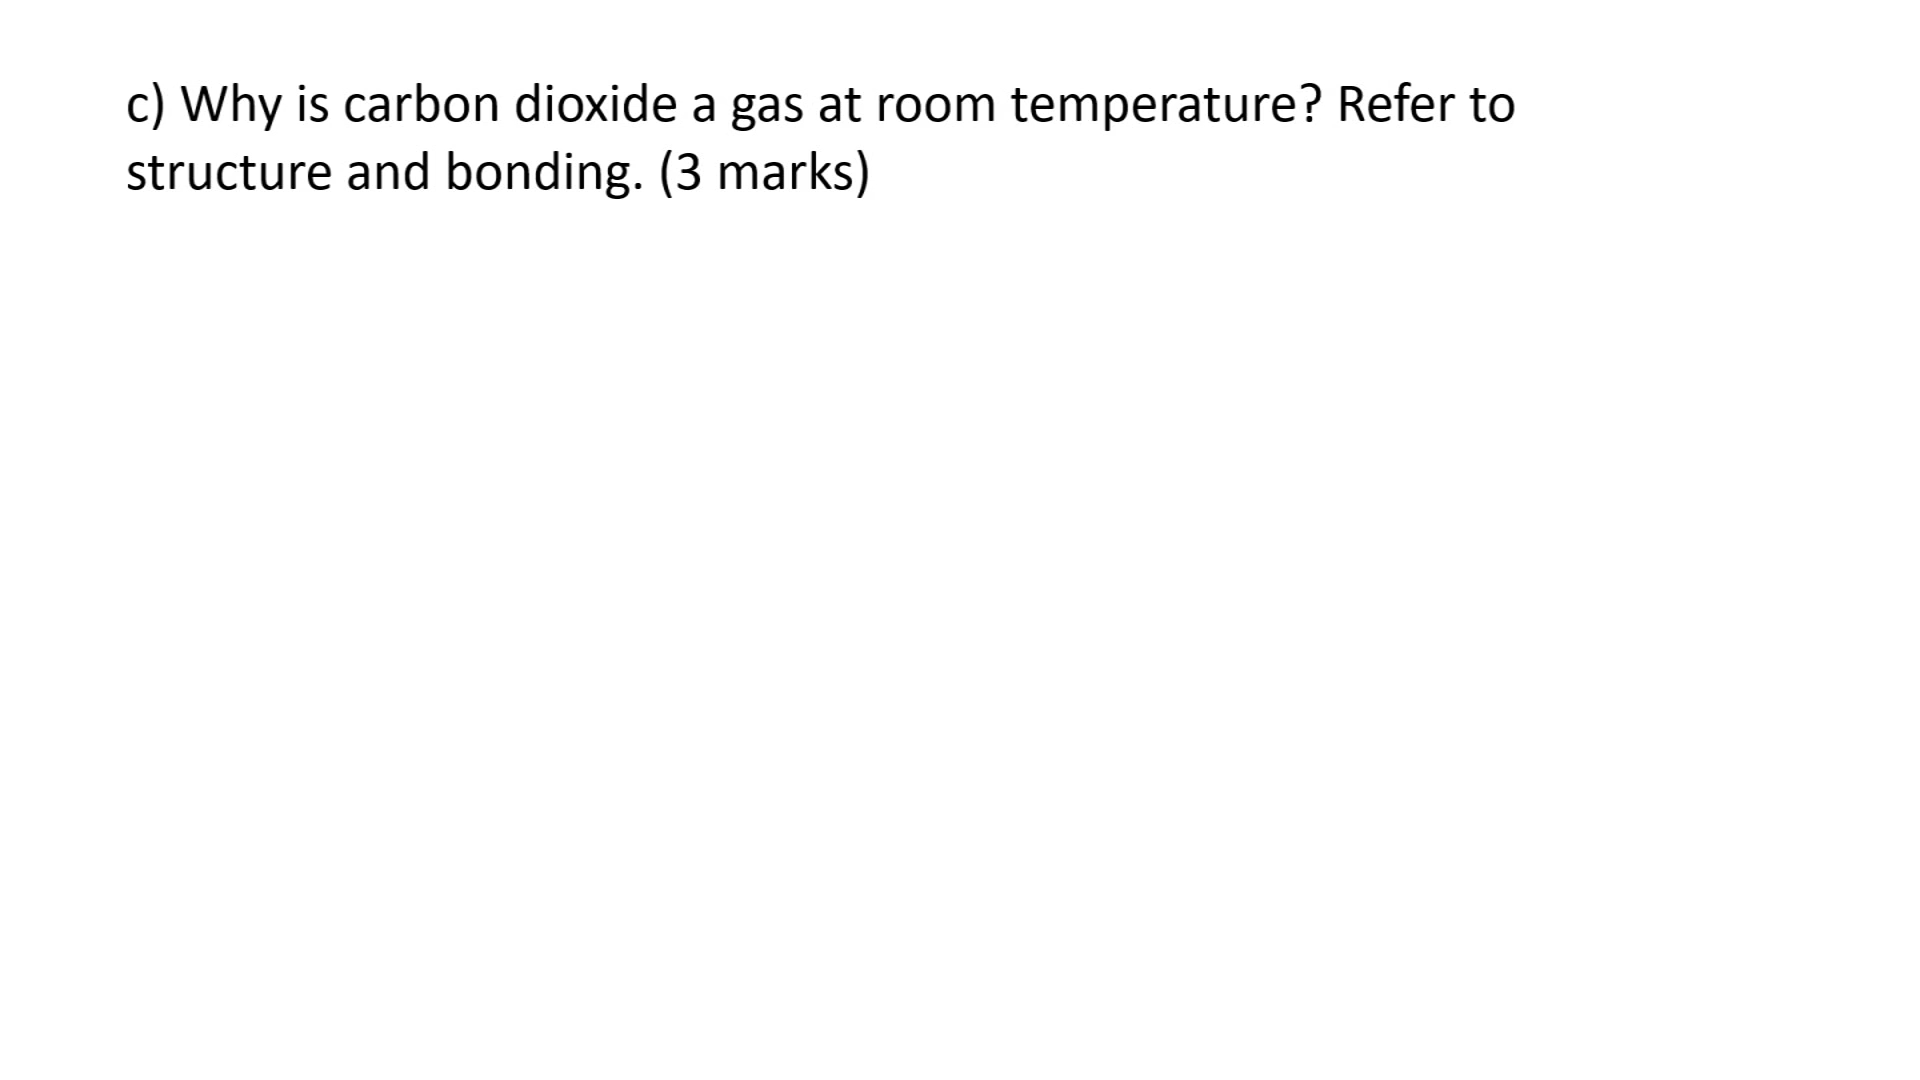 c) Why is carbon dioxide a gas at room temperature? Refer to
structure and bonding. (3 marks)